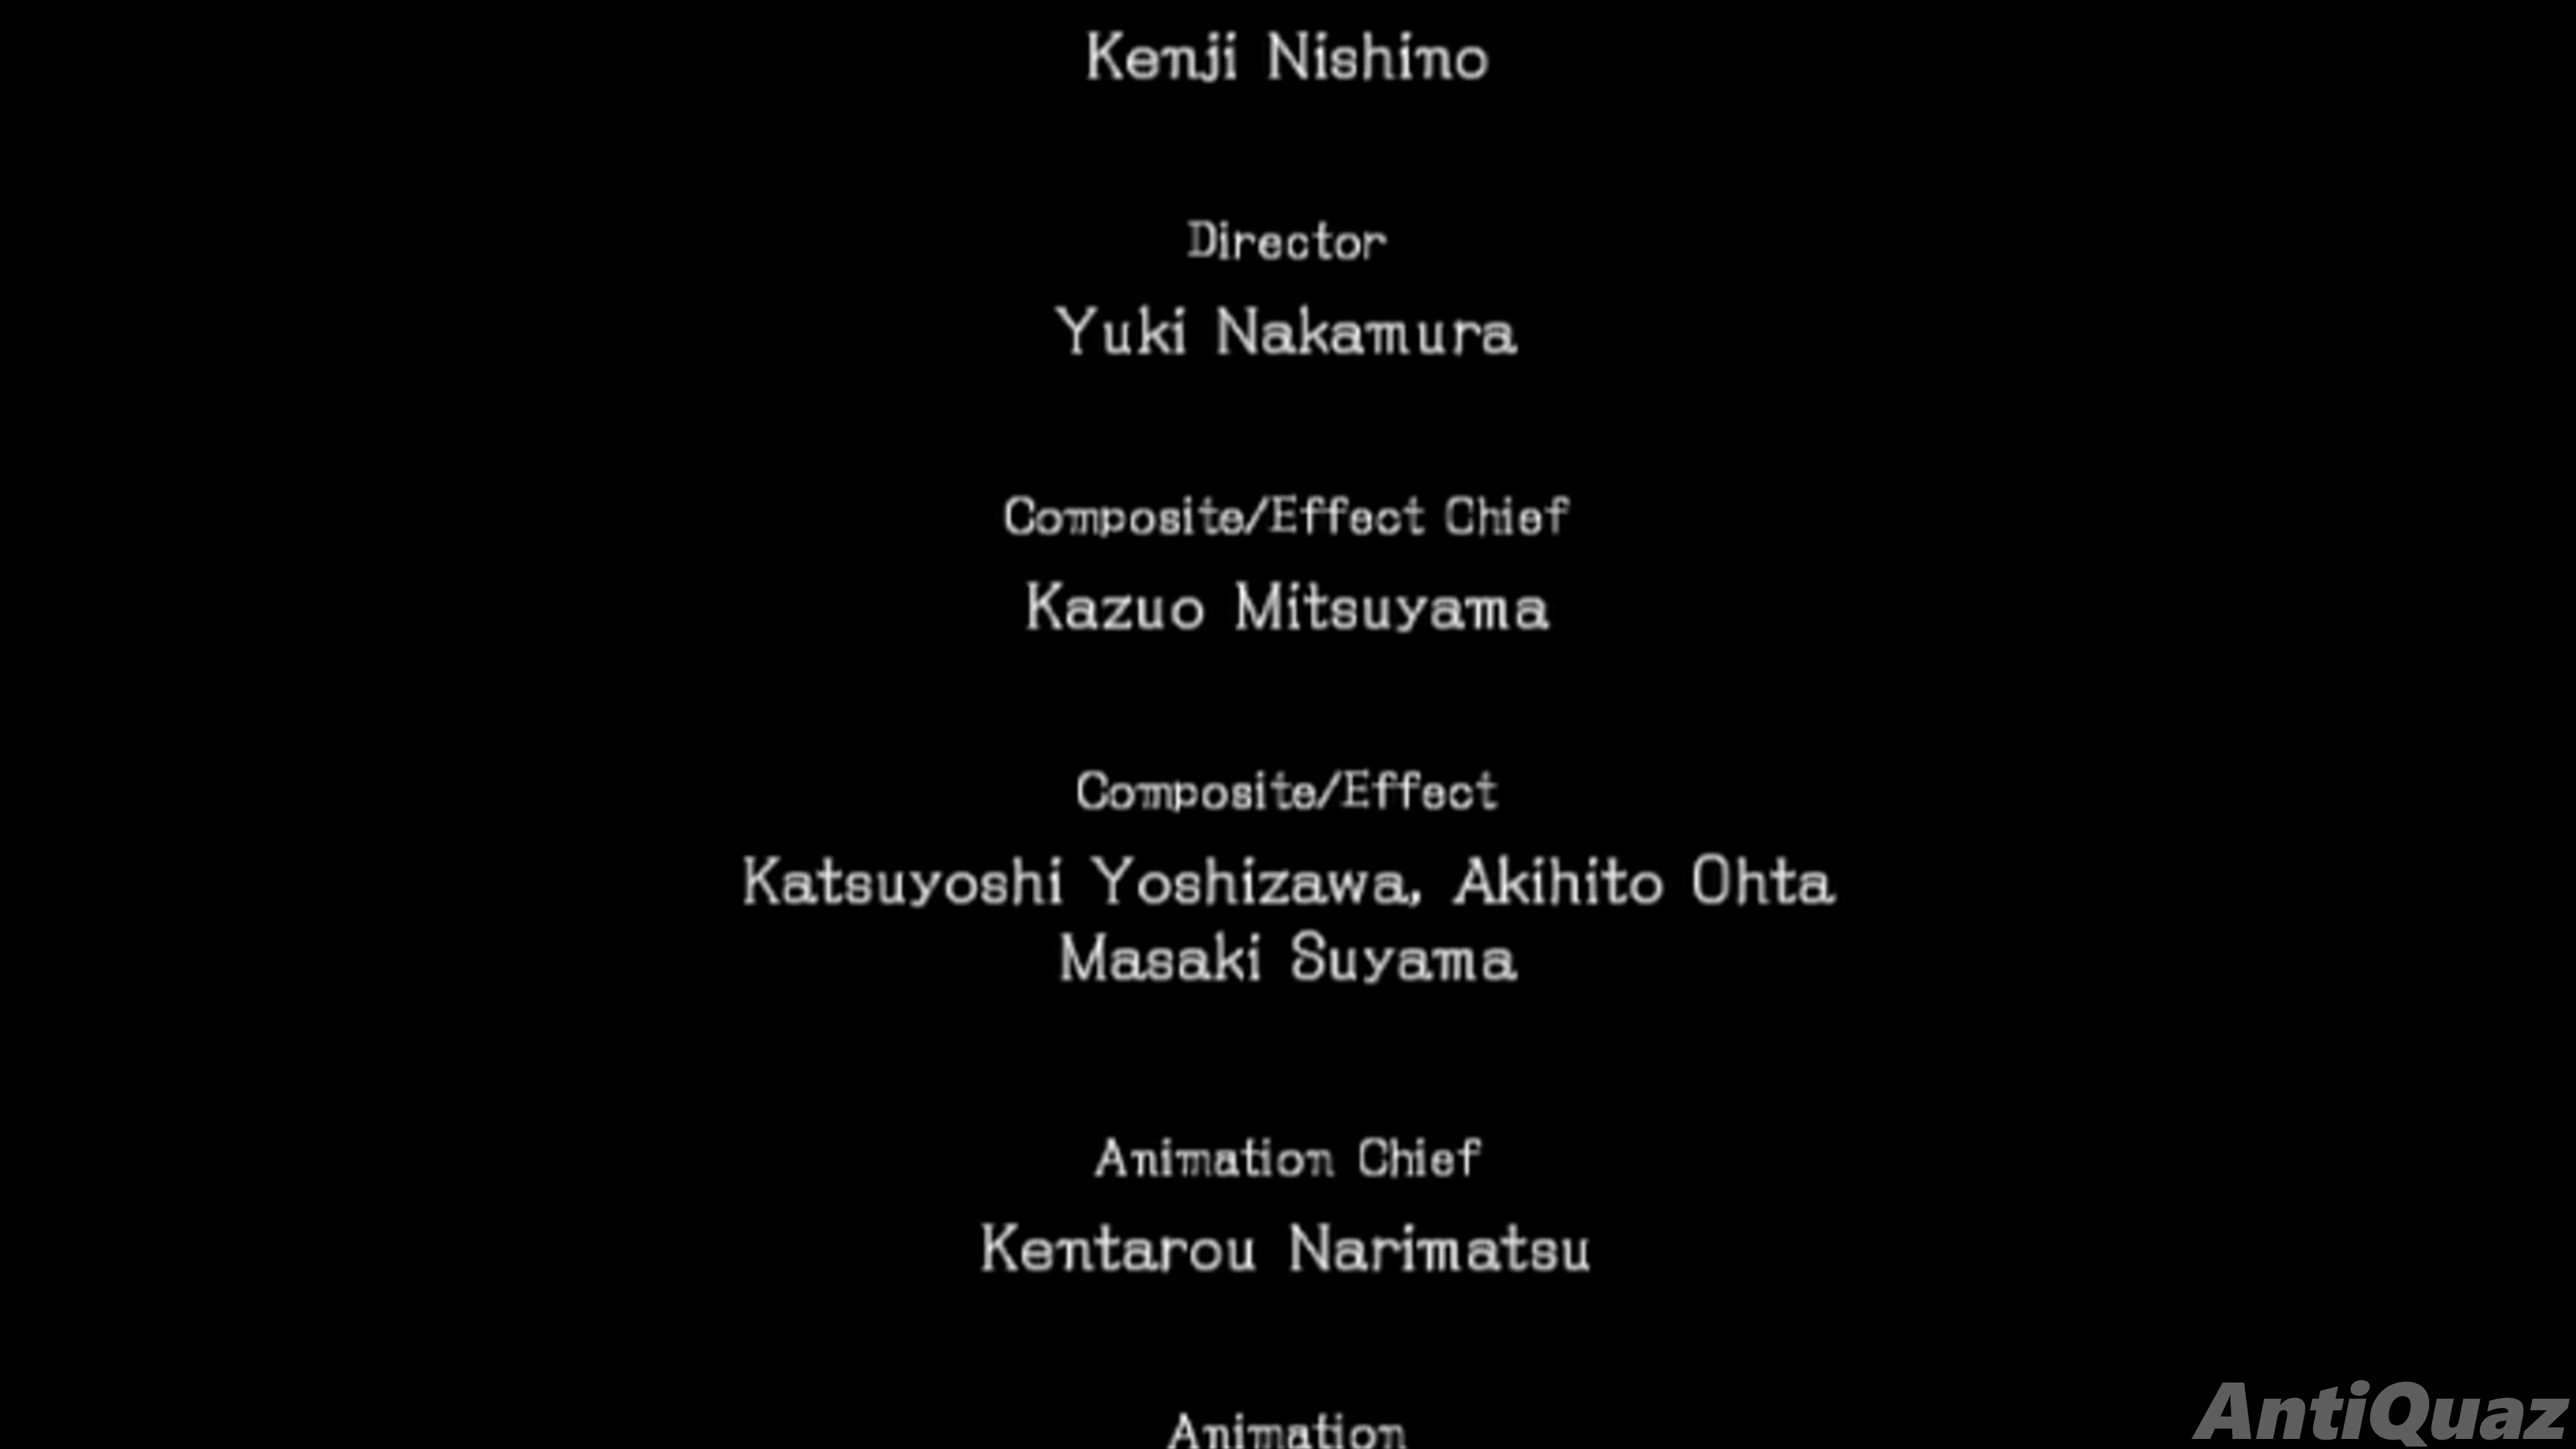 Kenji Nishino
Director
Yuki Nakamura
Composite/Effect Chief
Kazuo Mitsuyama
Composite/Effect
Katsuyoshi Yoshizawa, Akihito Ohta
Masaki Suyama
Animation Chief
Kentarou Narimatsu
Animation
AntiQuaz